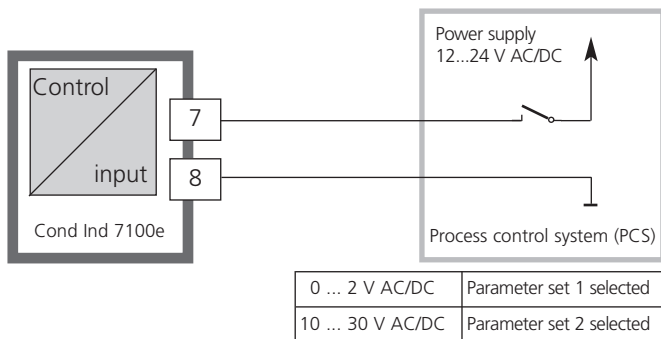 Power supply
12...24 V AC/DC
Control
input
7
8
Cond Ind 7100e
Process control system (PCS)
0 ... 2 V AC/DC Parameter set 1 selected
10 ... 30 V AC/DC Parameter set 2 selected